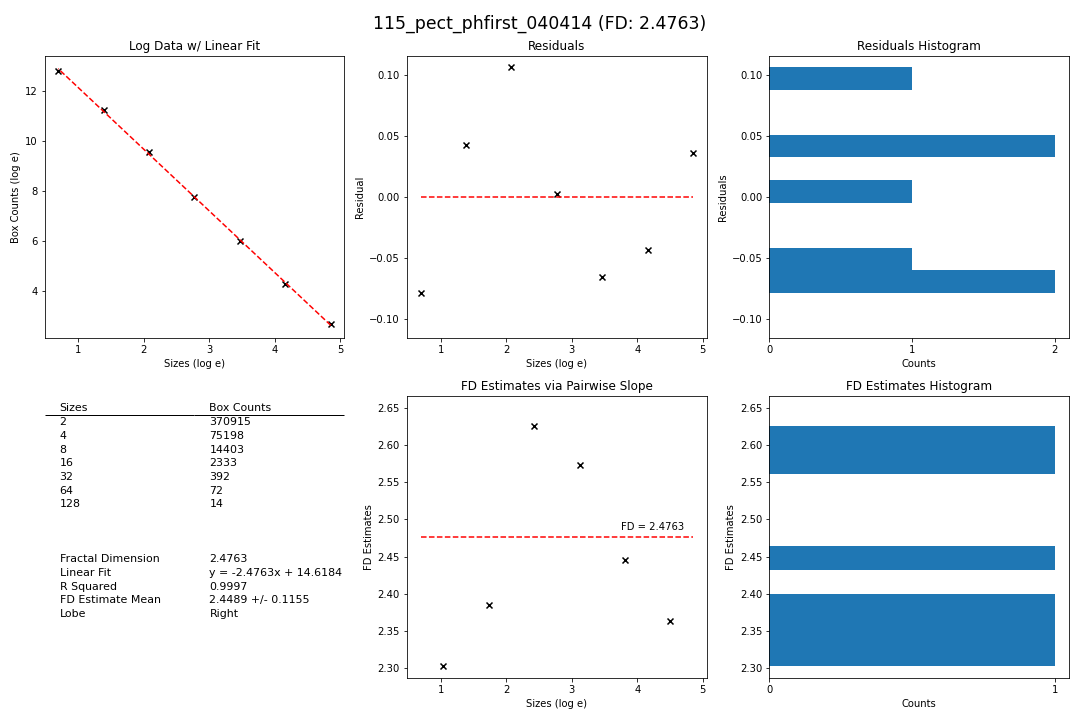 115_pect_phfirst_040414 (FD: 2.4763)
Log Data w/ Linear Fit
Box Counts (log e)
12
10
8
6
4
1 2 3 4 5
Sizes (log e)
Residuals
Residual
0.10
0.05
0.00
−0.05
−0.10
1 2 3 4 5
Sizes (log e)
Residuals Histogram
Residuals
0.10
0.05
0.00
−0.05
−0.10
0 1 2
Counts
Sizes Box Counts
2 370915
4 75198
8 14403
16 2333
32 392
64 72
128 14
Fractal Dimension 2.4763
Linear Fit y = -2.4763x + 14.6184
R Squared 0.9997
FD Estimate Mean 2.4489 +/- 0.1155
Lobe Right
FD Estimates via Pairwise Slope
FD Estimates
2.65
2.60
2.55
2.50
2.45
2.40
2.35
2.30
FD = 2.4763
1 2 3 4 5
Sizes (log e)
FD Estimates Histogram
FD Estimates
2.65
2.60
2.55
2.50
2.45
2.40
2.35
2.30
0 1
Counts